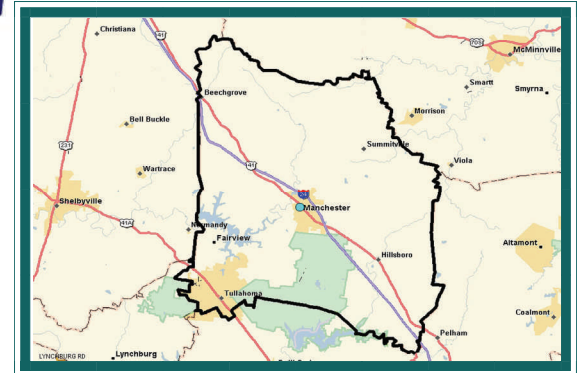 Christiana
41
70S
McMinnville
Smartt
Smyrna
Beechgrove
Bell Buckle
Morrison
231
Summitville
41
Viola
Wartrace
Shelbyville
Manchester
41A
Normandy
Fairview
Altamont
Hillsboro
Tullahoma
Coalmont
Pelham
LYNCHBURG RD
Lynchburg